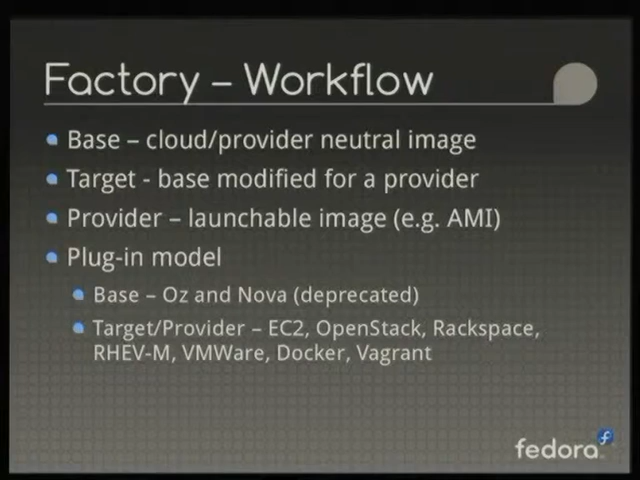 Factory – Workflow
Base – cloud/provider neutral image
Target - base modified for a provider
Provider – launchable image (e.g. AMI)
Plug-in model
Base – Oz and Nova (deprecated)
Target/Provider – EC2, OpenStack, Rackspace,
RHEV-M, VMWare, Docker, Vagrant
fedora